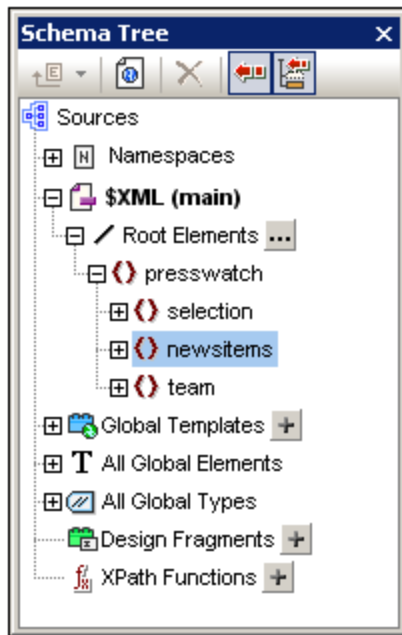 Schema Tree
Sources
Namespaces
$XML (main)
Root Elements ...
presswatch
selection
newsitems
team
Global Templates
All Global Elements
All Global Types
Design Fragments
XPath Functions